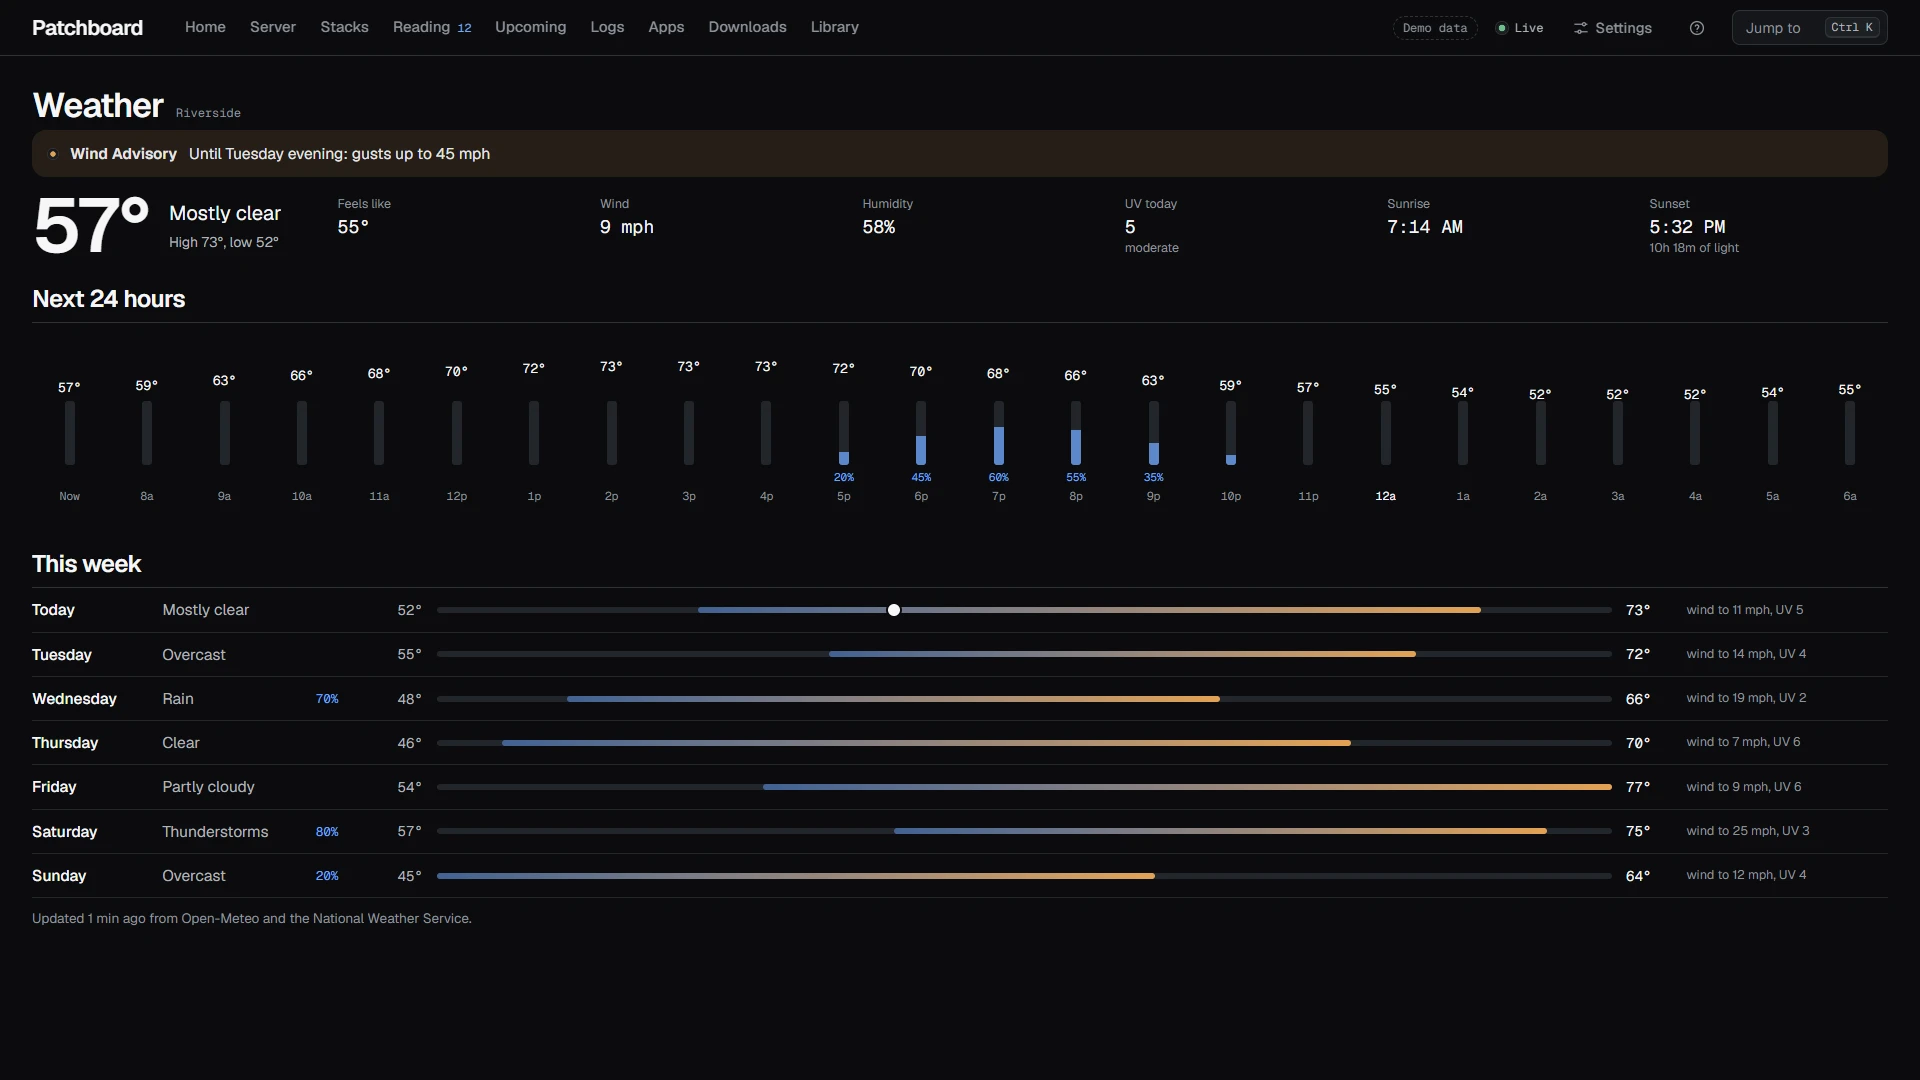 Patchboard Home Server Stacks Reading 12 Upcoming Logs Apps Downloads Library Demo data Live Settings ? Jump to Ctrl K
Weather Riverside
Wind Advisory Until Tuesday evening: gusts up to 45 mph
57° Mostly clear
High 73°, low 52°
Feels like
55°
Wind
9 mph
Humidity
58%
UV today
5
moderate
Sunrise
7:14 AM
Sunset
5:32 PM
10h 18m of light
Next 24 hours
57° 59° 63° 66° 68° 70° 72° 73° 73° 73° 72° 70° 68° 66° 63° 59° 57° 55° 54° 52° 52° 52° 54° 55°
20% 45% 60% 55% 35%
Now 8a 9a 10a 11a 12p 1p 2p 3p 4p 5p 6p 7p 8p 9p 10p 11p 12a 1a 2a 3a 4a 5a 6a
This week
Today Mostly clear 52° 73° wind to 11 mph, UV 5
Tuesday Overcast 55° 72° wind to 14 mph, UV 4
Wednesday Rain 70% 48° 66° wind to 19 mph, UV 2
Thursday Clear 46° 70° wind to 7 mph, UV 6
Friday Partly cloudy 54° 77° wind to 9 mph, UV 6
Saturday Thunderstorms 80% 57° 75° wind to 25 mph, UV 3
Sunday Overcast 20% 45° 64° wind to 12 mph, UV 4
Updated 1 min ago from Open-Meteo and the National Weather Service.